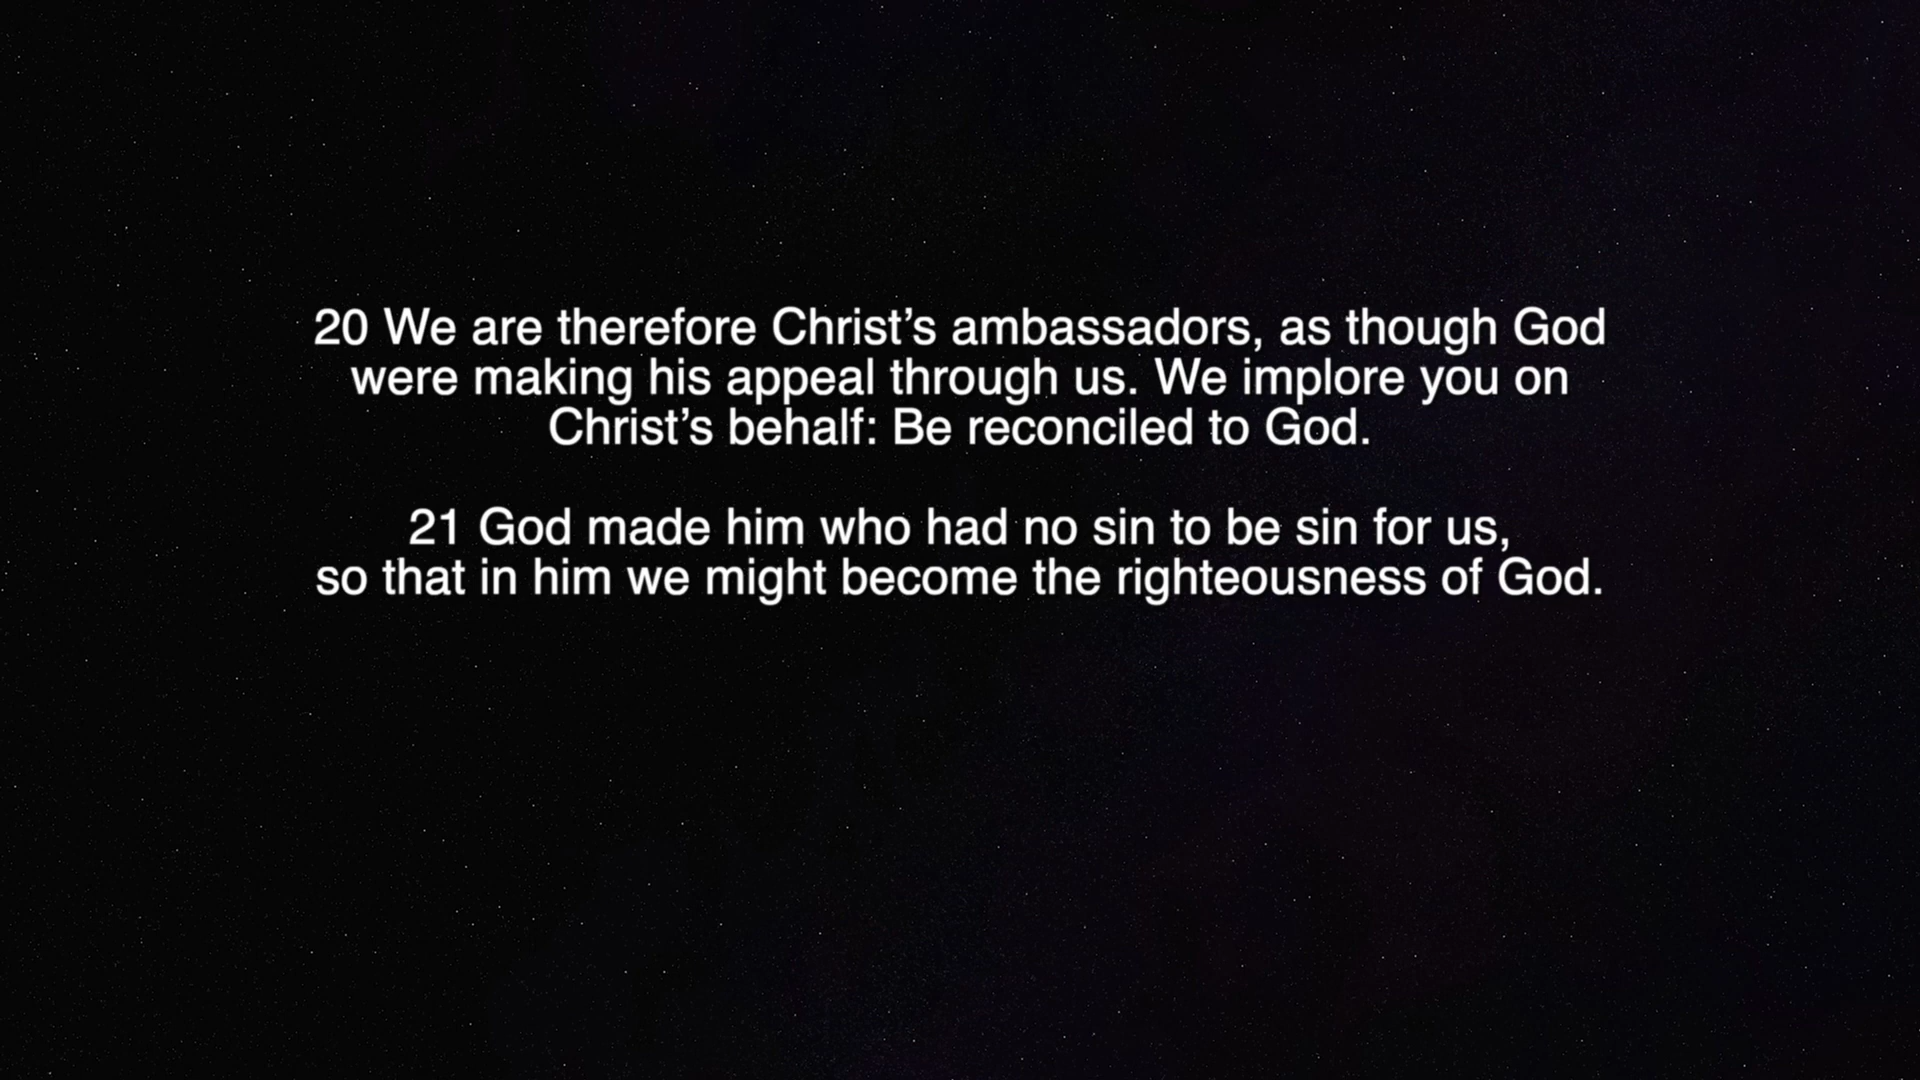 20 We are therefore Christ’s ambassadors, as though God
were making his appeal through us. We implore you on
Christ’s behalf: Be reconciled to God.
21 God made him who had no sin to be sin for us,
so that in him we might become the righteousness of God.